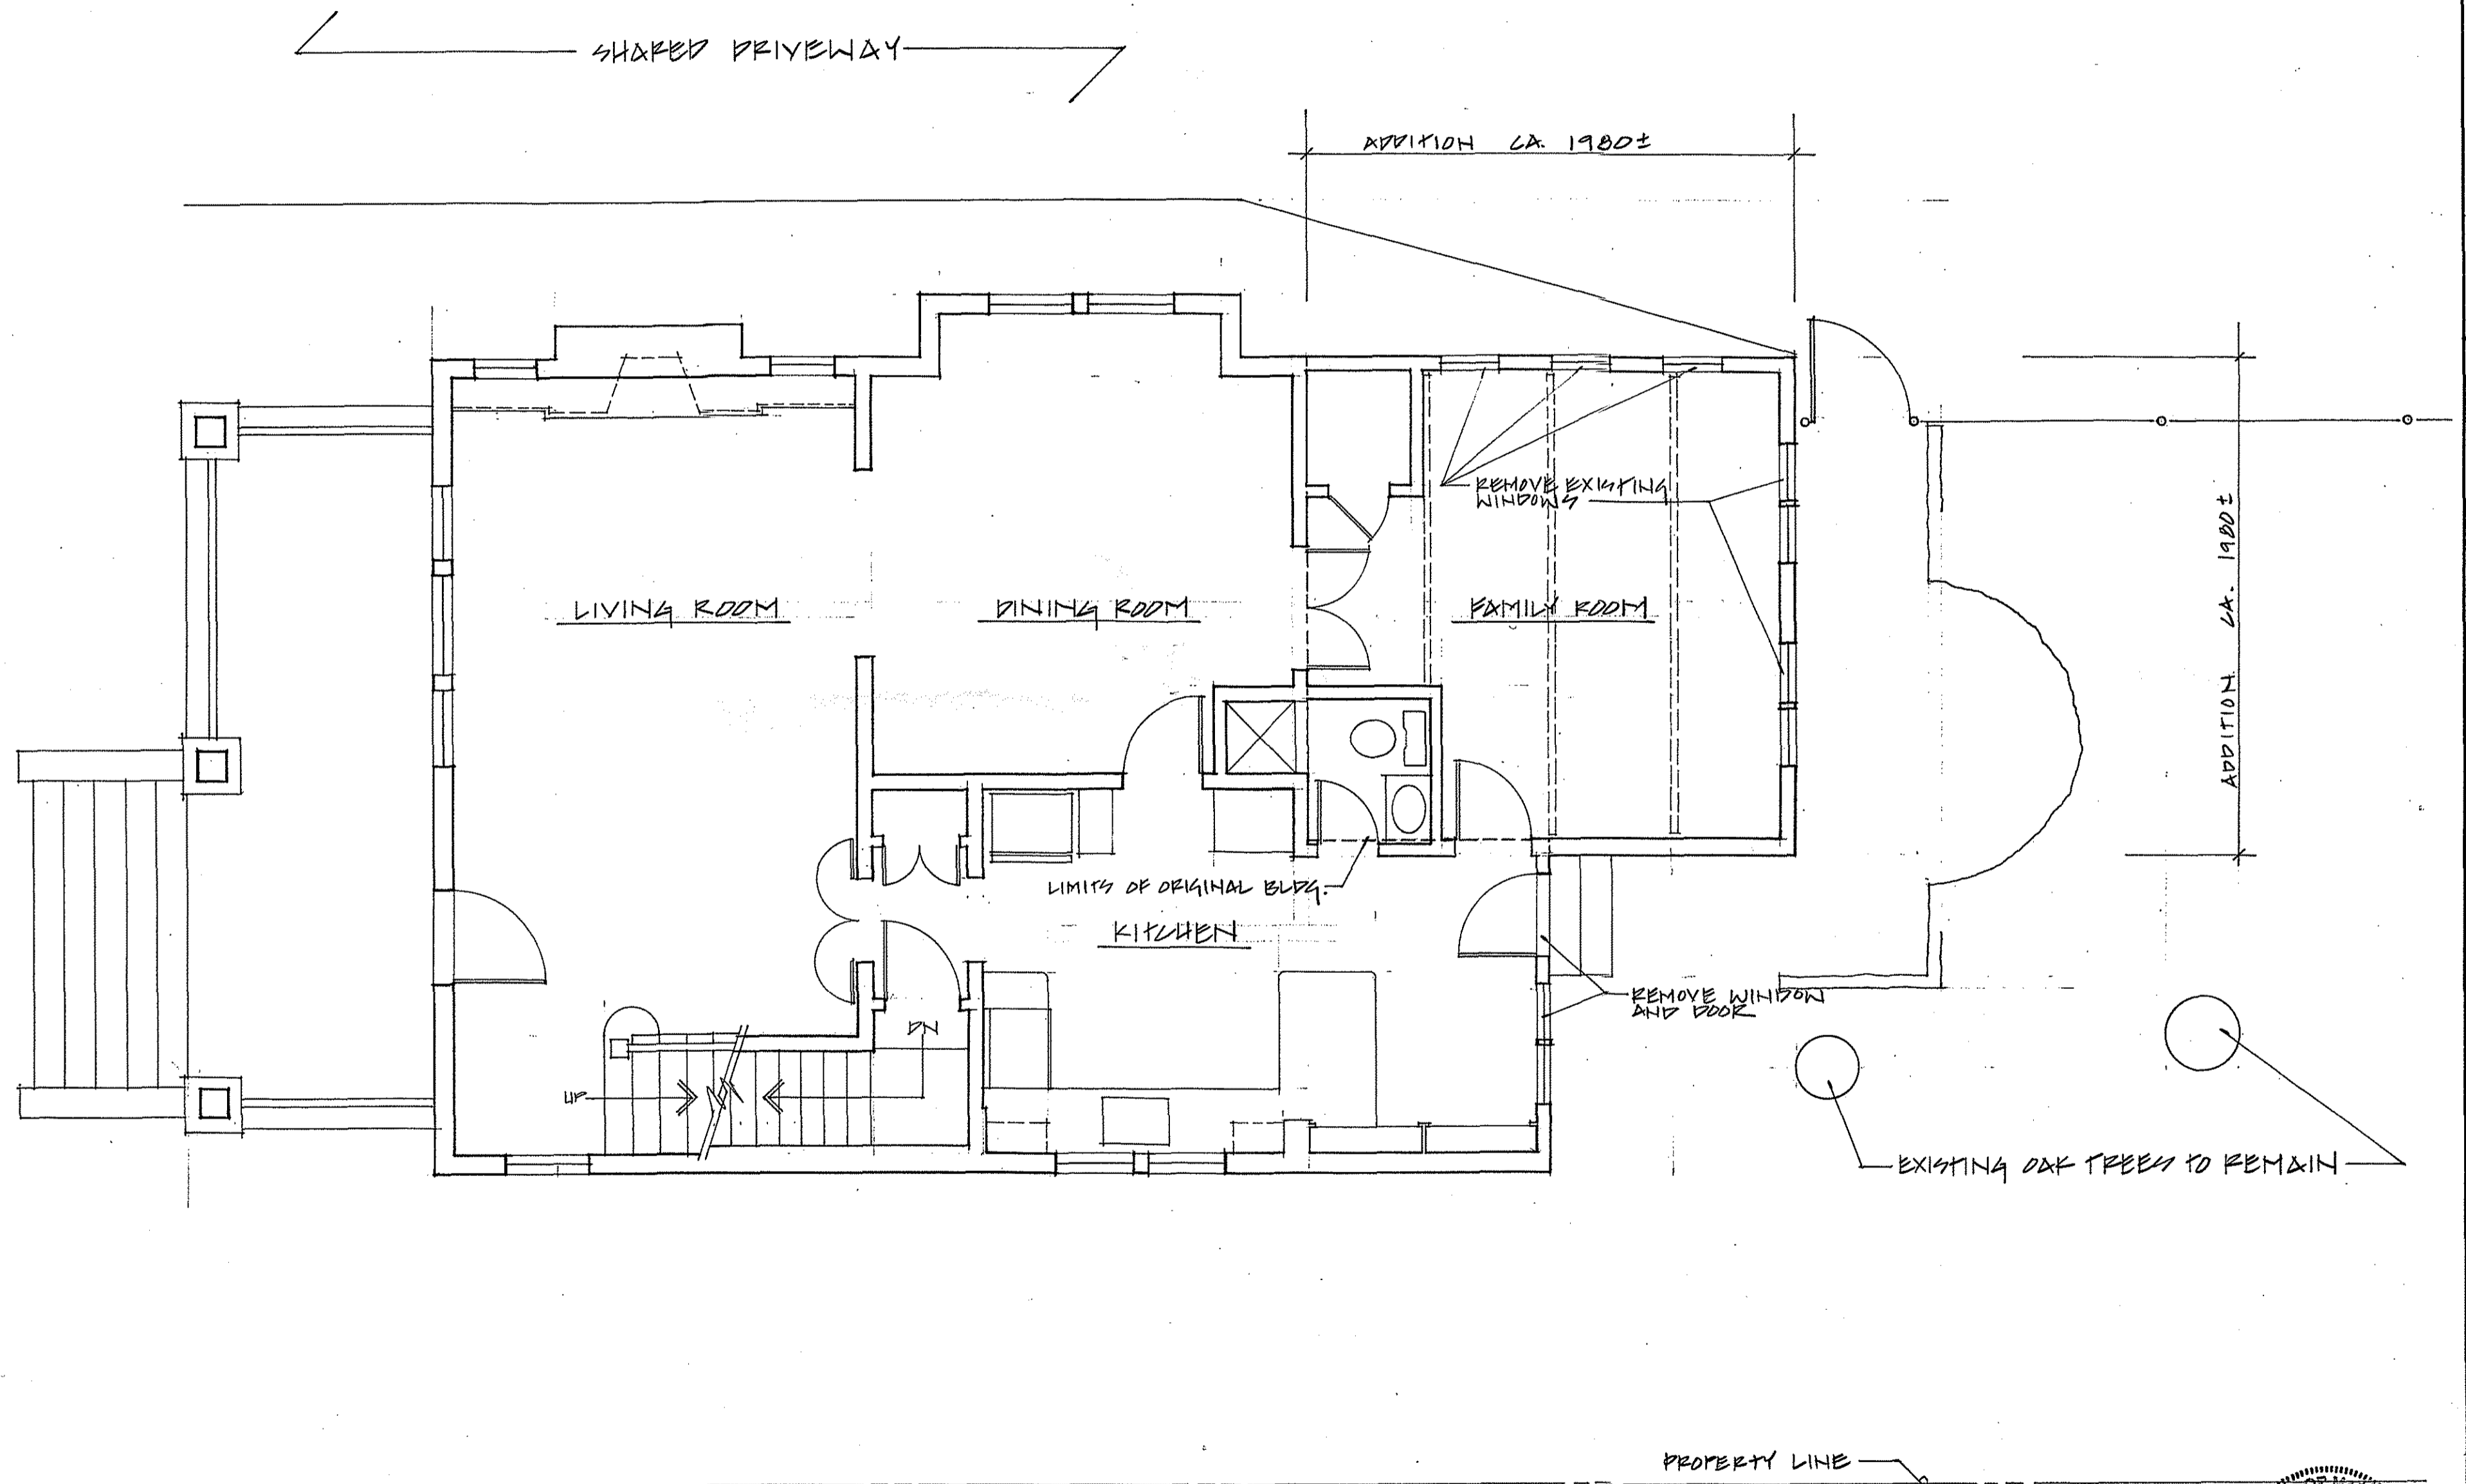 SHARED DRIVEWAY
ADDITION CA. 1980±
REMOVE EXISTING
WINDOWS
ADDITION CA. 1980±
LIVING ROOM
DINING ROOM
FAMILY ROOM
LIMITS OF ORIGINAL BLDG.
KITCHEN
REMOVE WINDOW
AND DOOR
DN
UP
EXISTING OAK TREES TO REMAIN
PROPERTY LINE